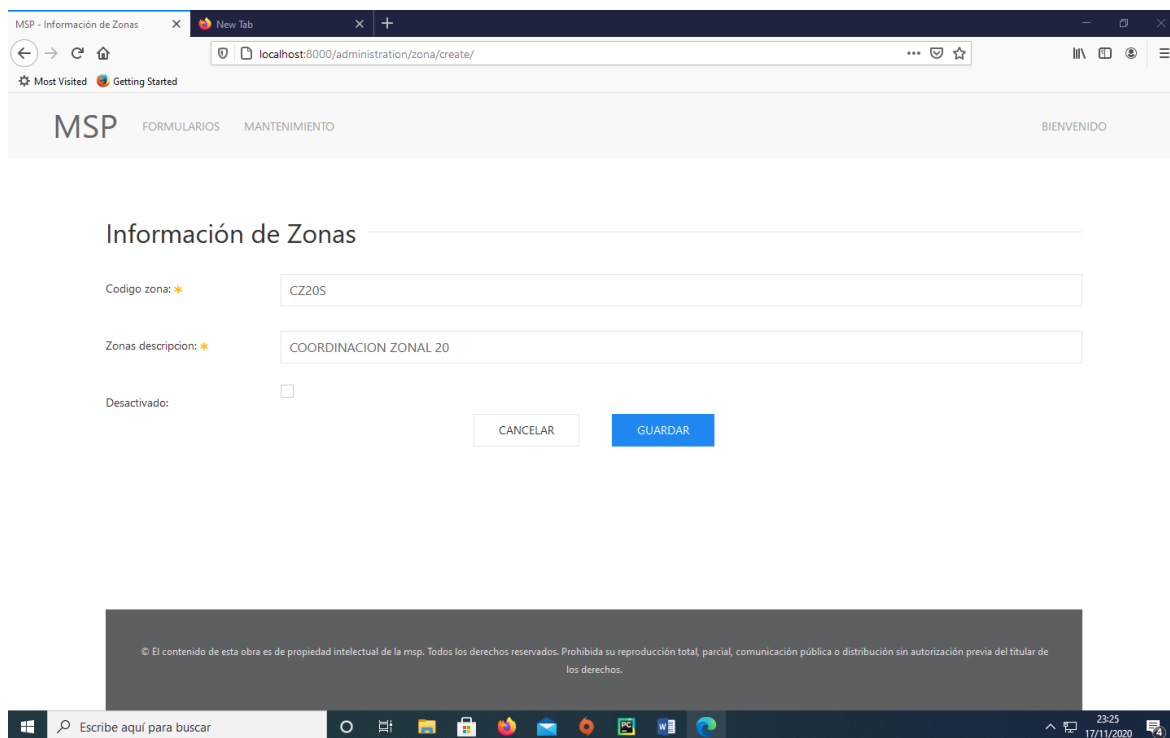 MSP - Información de Zonas
New Tab
localhost:8000/administration/zona/create/
Most Visited Getting Started
MSP FORMULARIOS MANTENIMIENTO BIENVENIDO
Información de Zonas
Codigo zona: * CZ20S
Zonas descripcion: * COORDINACION ZONAL 20
Desactivado:
CANCELAR GUARDAR
© El contenido de esta obra es de propiedad intelectual de la msp. Todos los derechos reservados. Prohibida su reproducción total, parcial, comunicación pública o distribución sin autorización previa del titular de
los derechos.
Escribe aquí para buscar
23:25
17/11/2020
4